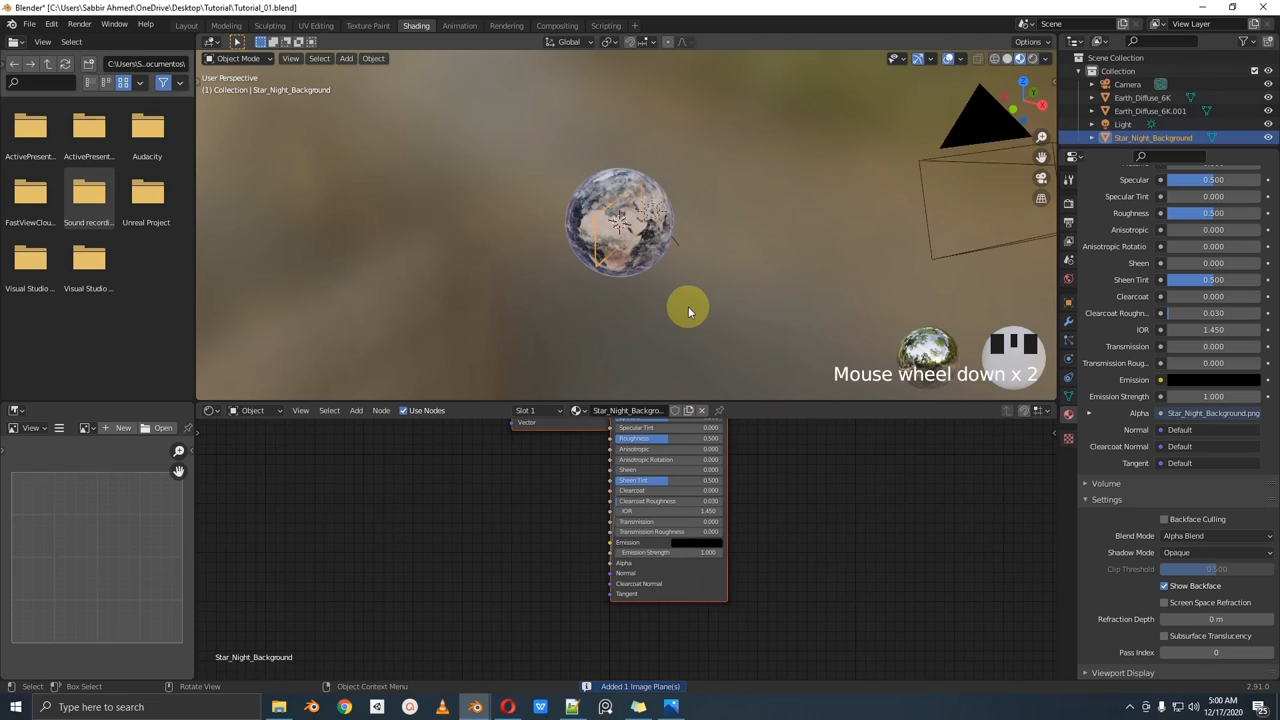 Blender* [C:\Users\Sabbir Ahmed\OneDrive\Desktop\Tutorial\Tutorial_01.blend]
File Edit Render Window Help
Layout Modeling Sculpting UV Editing Texture Paint Shading Animation Rendering Compositing Scripting
Scene View Layer
View Select
Global
Options
C:\Users\S..ocumentos\
Object Mode View Select Add Object
User Perspective
(1) Collection | Star_Night_Background
ActivePresent... ActivePresent... Audacity
FastViewClou... Sound recordi... Unreal Project
Visual Studio ... Visual Studio ...
Scene Collection
Collection
Camera
Earth_Diffuse_6K
Earth_Diffuse_6K.001
Light
Star_Night_Background
Specular 0.500
Specular Tint 0.000
Roughness 0.500
Anisotropic 0.000
Anisotropic Rotatio 0.000
Sheen 0.000
Sheen Tint 0.500
Clearcoat 0.000
Clearcoat Roughn... 0.030
IOR 1.450
Transmission 0.000
Transmission Roug... 0.000
Emission
Emission Strength 1.000
Alpha Star_Night_Background.png
Normal Default
Clearcoat Normal Default
Tangent Default
Volume
Settings
Backface Culling
Blend Mode Alpha Blend
Shadow Mode Opaque
Clip Threshold 0.500
Show Backface
Screen Space Refraction
Refraction Depth 0 m
Subsurface Translucency
Pass Index 0
Viewport Display
Mouse wheel down x 2
Object View Select Add Node Use Nodes Slot 1 Star_Night_Backgro...
View New Open
Vector
Specular Tint 0.000
Roughness 0.500
Anisotropic 0.000
Anisotropic Rotation 0.000
Sheen 0.000
Sheen Tint 0.500
Clearcoat 0.000
Clearcoat Roughness 0.030
IOR 1.450
Transmission 0.000
Transmission Roughness 0.000
Emission
Emission Strength 1.000
Alpha
Normal
Clearcoat Normal
Tangent
Star_Night_Background
Select Box Select Rotate View Object Context Menu Added 1 Image Plane(s) 2.91.0
Type here to search
5:00 AM
12/17/2020